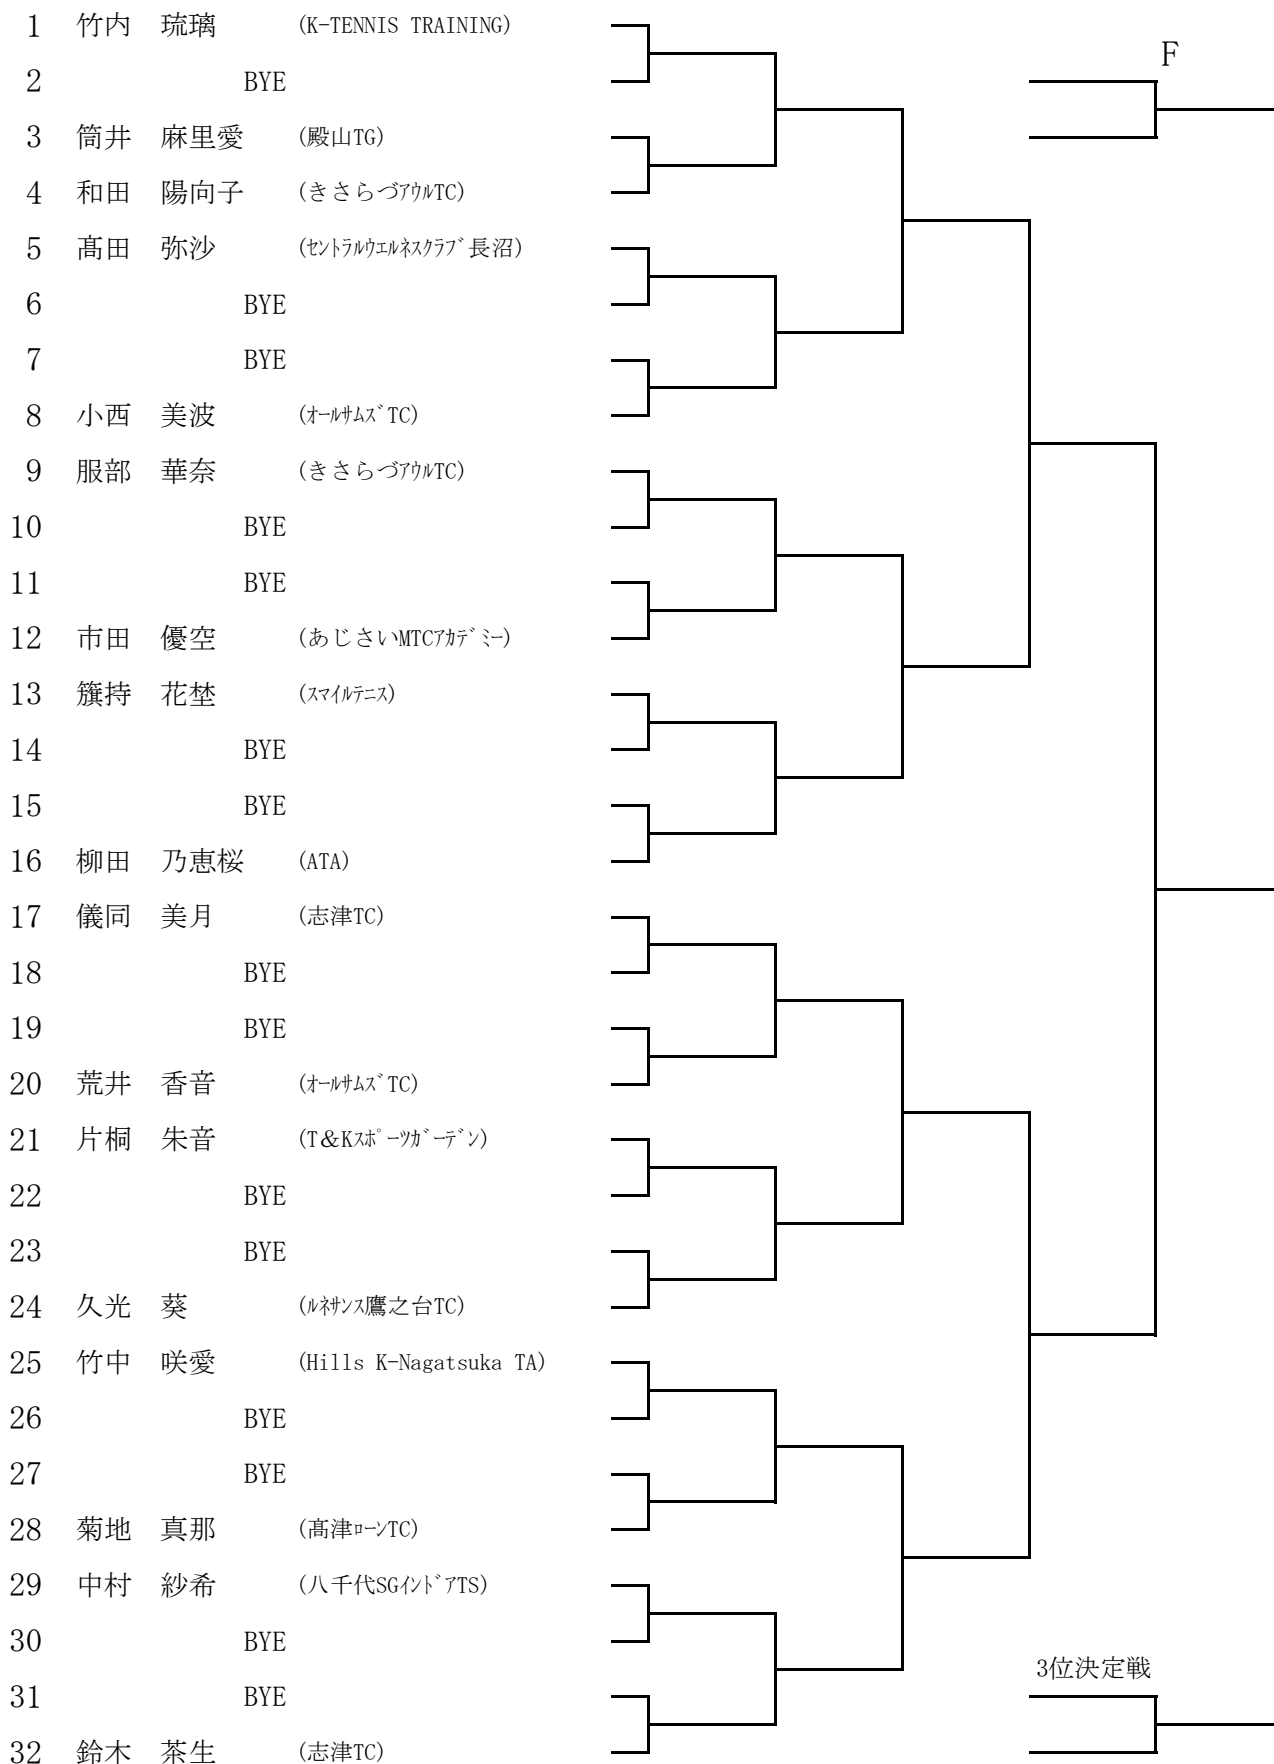 1 竹内 琉璃 (K-TENNIS TRAINING)
F
2 BYE
3 筒井 麻里愛 (殿山TG)
4 和田 陽向子 (きさらづｱｳﾙTC)
5 髙田 弥沙 (ｾﾝﾄﾗﾙｳｴﾙﾈｽｸﾗﾌﾞ長沼)
6 BYE
7 BYE
8 小西 美波 (ｵｰﾙｻﾑｽﾞTC)
9 服部 華奈 (きさらづｱｳﾙTC)
10 BYE
11 BYE
12 市田 優空 (あじさいMTCｱｶﾃﾞﾐｰ)
13 籏持 花埜 (ｽﾏｲﾙﾃﾆｽ)
14 BYE
15 BYE
16 柳田 乃恵桜 (ATA)
17 儀同 美月 (志津TC)
18 BYE
19 BYE
20 荒井 香音 (ｵｰﾙｻﾑｽﾞTC)
21 片桐 朱音 (T＆Kｽﾎﾟｰﾂｶﾞｰﾃﾞﾝ)
22 BYE
23 BYE
24 久光 葵 (ﾙﾈｻﾝｽ鷹之台TC)
25 竹中 咲愛 (Hills K-Nagatsuka TA)
26 BYE
27 BYE
28 菊地 真那 (髙津ﾛｰﾝTC)
29 中村 紗希 (八千代SGｲﾝﾄﾞｱTS)
30 BYE
3位決定戦
31 BYE
32 鈴木 茶生 (志津TC)